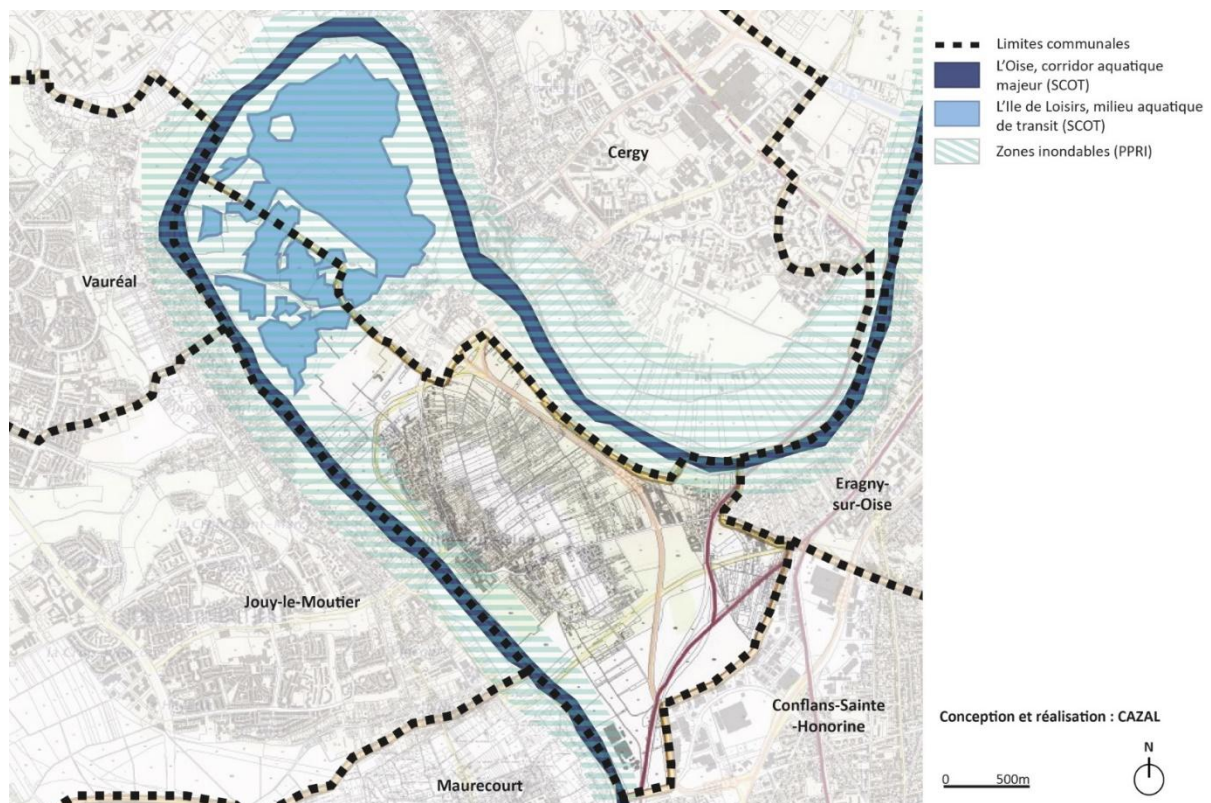 Limites communales
L'Oise, corridor aquatique
majeur (SCOT)
L'Ile de Loisirs, milieu aquatique
de transit (SCOT)
Zones inondables (PPRI)
Cergy
Vauréal
Eragny-
sur-Oise
Jouy-le-Moutier
Conflans-Sainte
-Honorine
Maurecourt
Conception et réalisation : CAZAL
N
0 500m